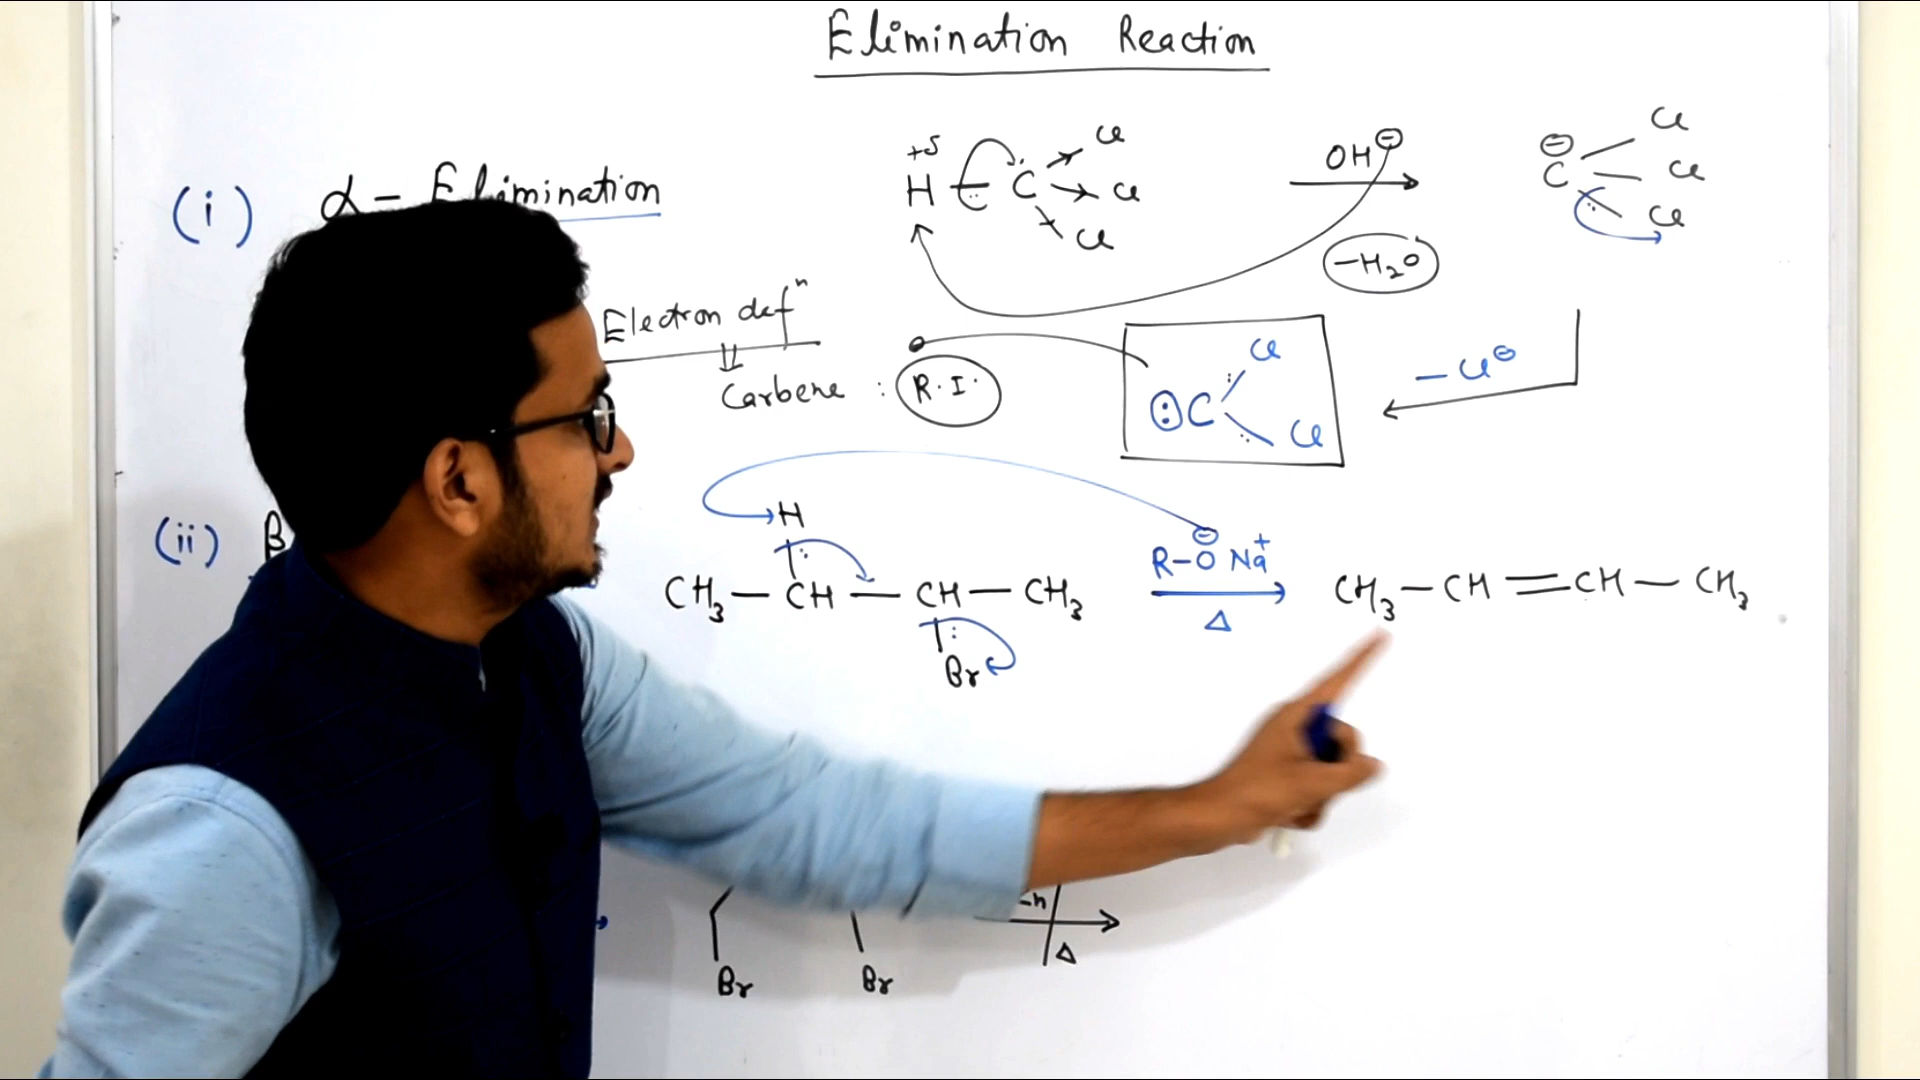 Elimination Reaction
(i) α - Elimination
+δ
H - C Cl Cl Cl
OH⊖
-H₂O
⊖ C Cl Cl Cl
Electron defⁿ
⇓
Carbene : R.I.
:C Cl Cl
- Cl⊖
(ii) β
H
CH₃ - CH - CH - CH₃
Br
R-O⊖ Na⁺
Δ
CH₃ - CH = CH - CH₃
Br Br
Δ